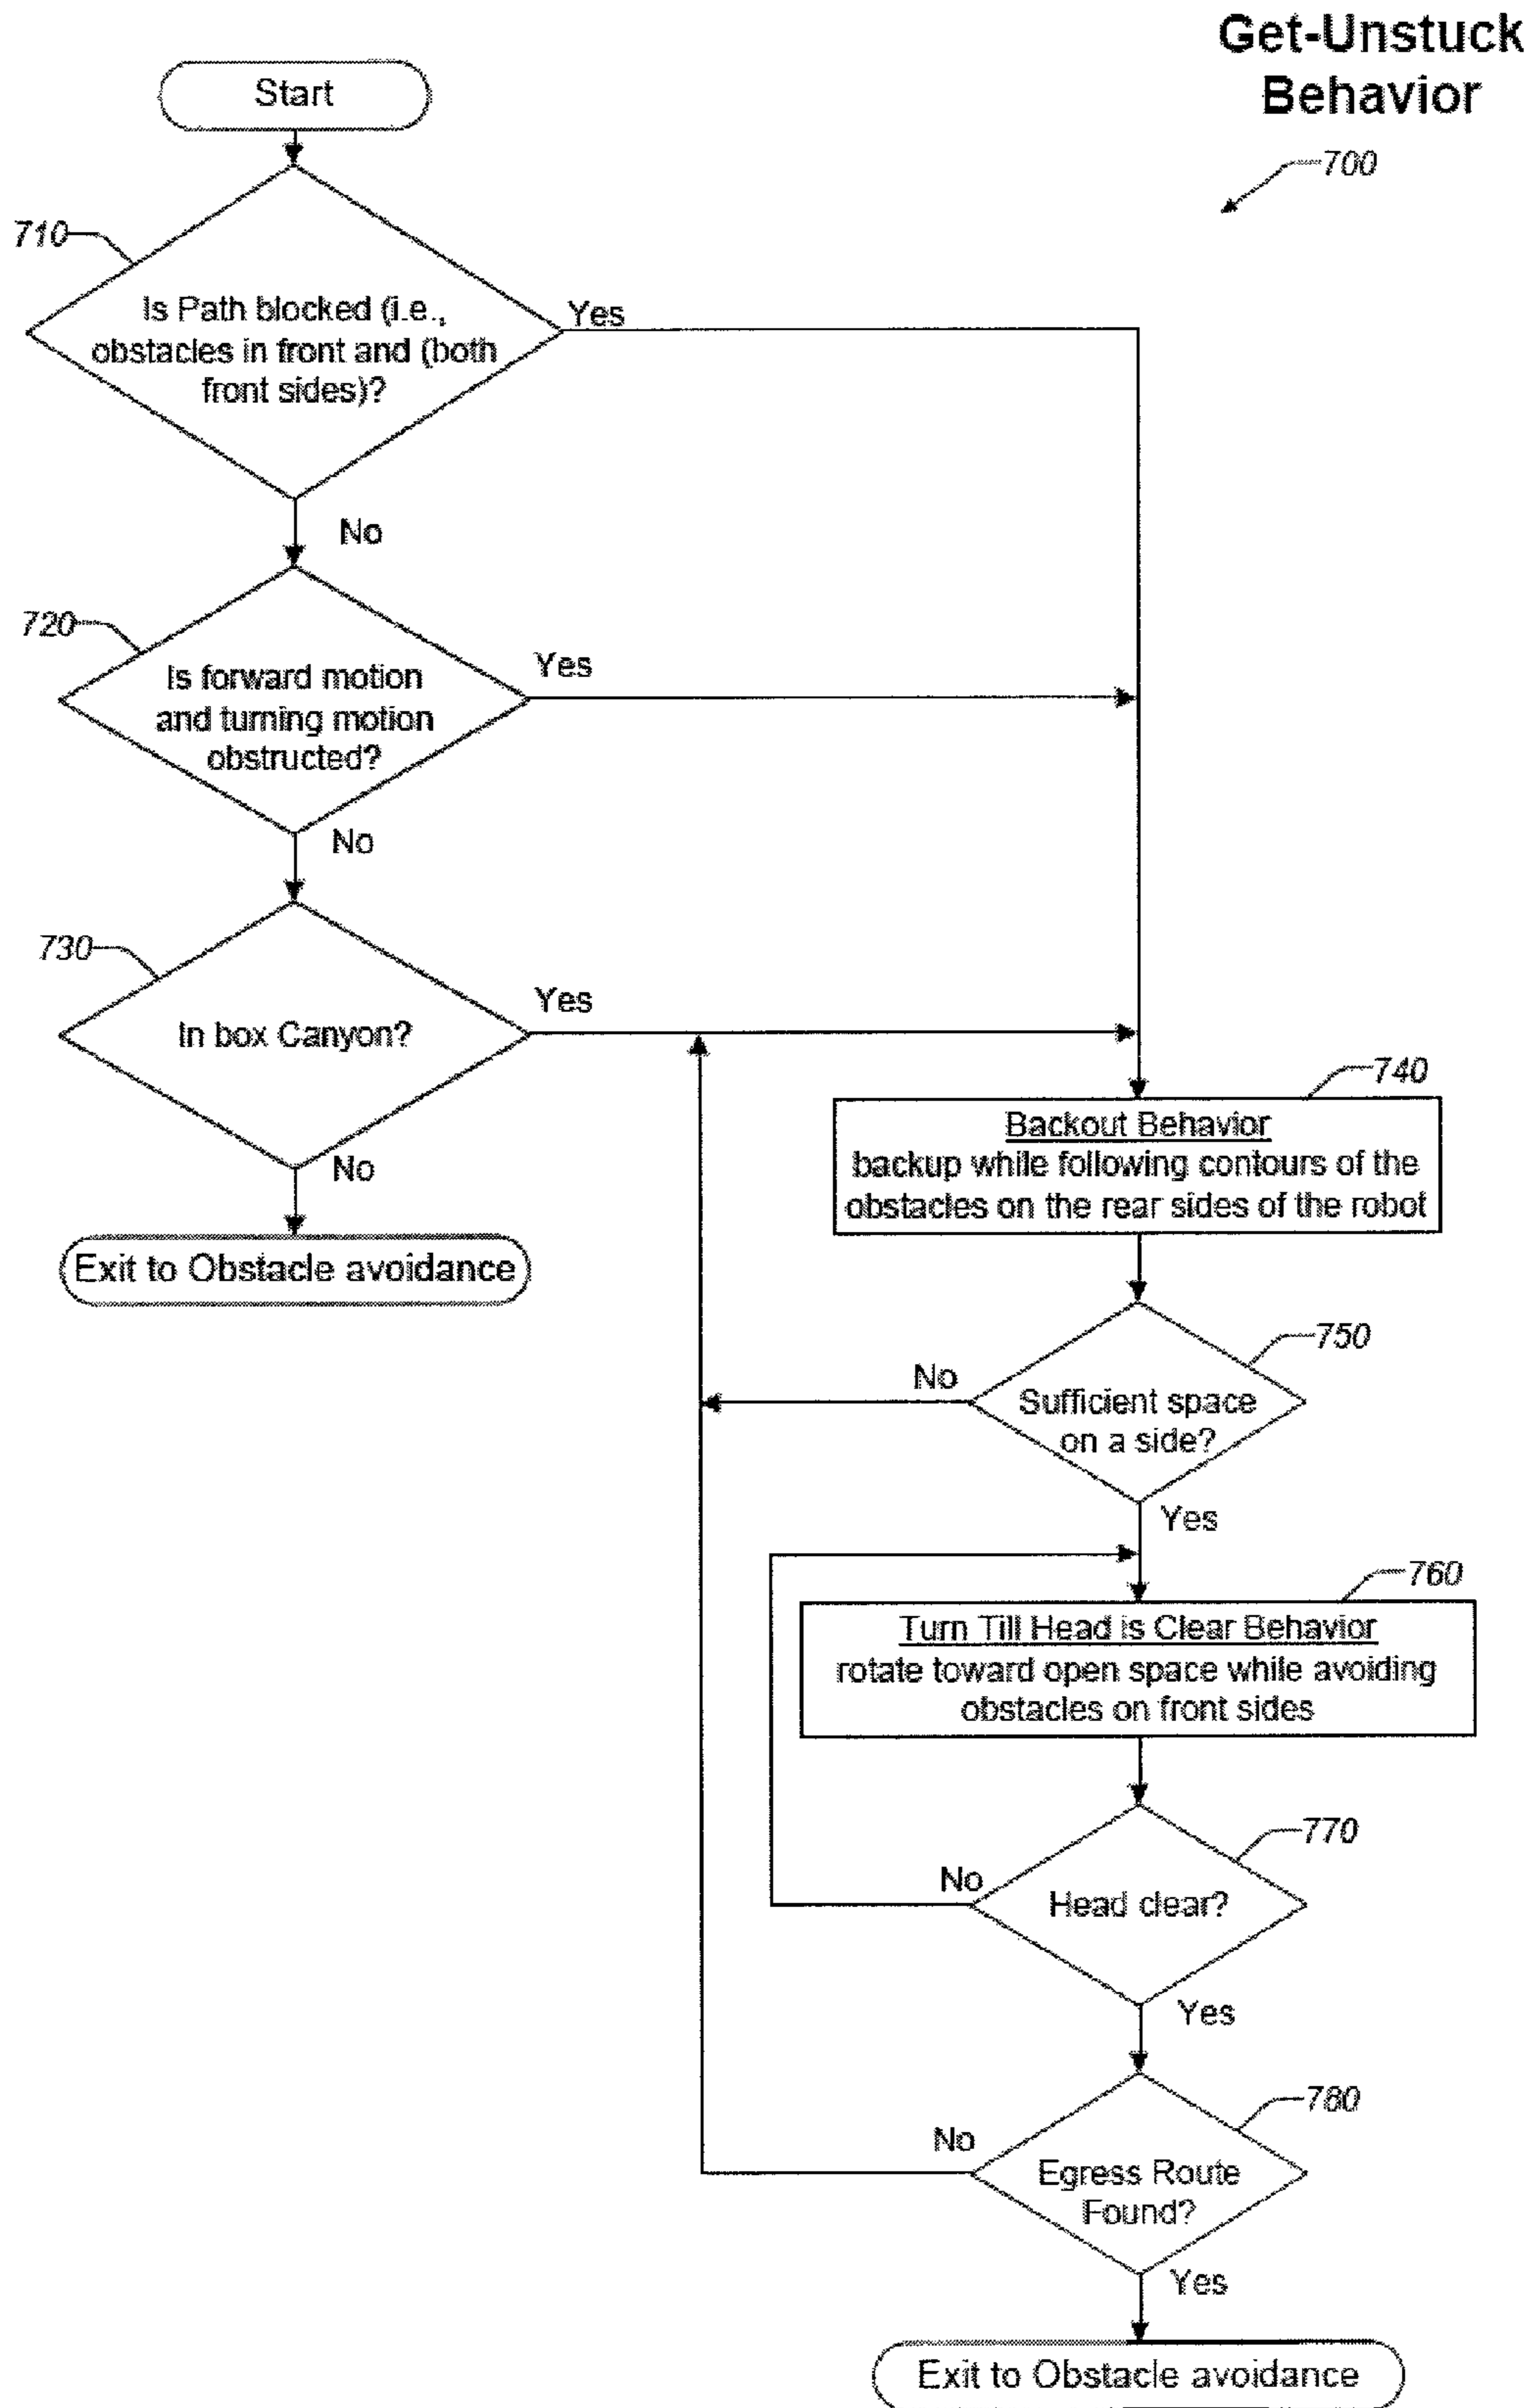 Get-Unstuck
Behavior
700
Start
710
Is Path blocked (i.e.,
obstacles in front and (both
front sides)?
Yes
No
720
Is forward motion
and turning motion
obstructed?
Yes
No
730
In box Canyon?
Yes
No
Exit to Obstacle avoidance
740
Backout Behavior
backup while following contours of the
obstacles on the rear sides of the robot
750
Sufficient space
on a side?
No
Yes
760
Turn Till Head is Clear Behavior
rotate toward open space while avoiding
obstacles on front sides
770
Head clear?
No
Yes
780
Egress Route
Found?
No
Yes
Exit to Obstacle avoidance